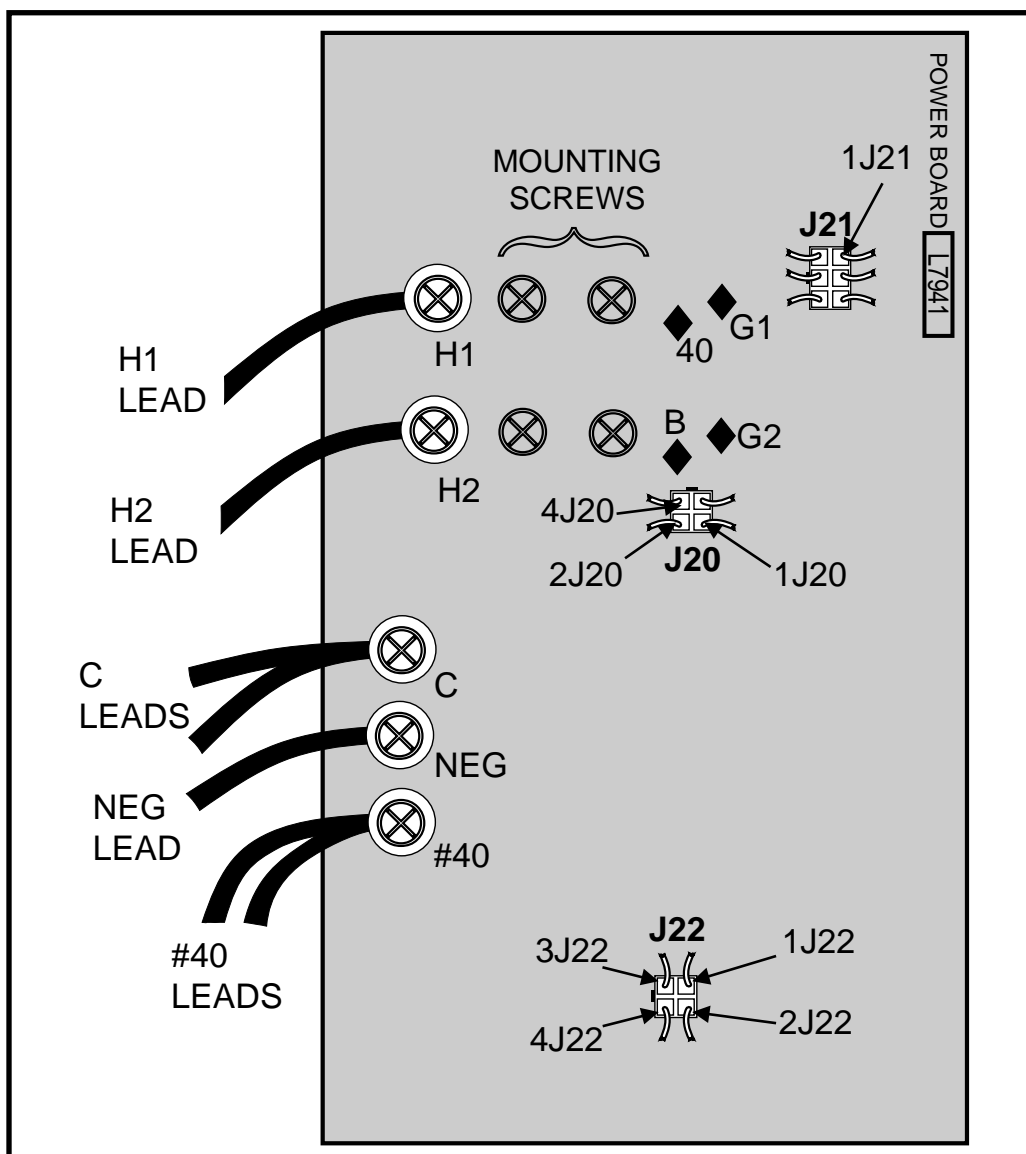 POWER BOARD
L7941
MOUNTING
SCREWS
1J21
J21
H1
40
G1
H1
LEAD
B
G2
H2
4J20
H2
LEAD
2J20
J20
1J20
C
LEADS
C
NEG
NEG
LEAD
#40
#40
LEADS
J22
3J22
1J22
4J22
2J22